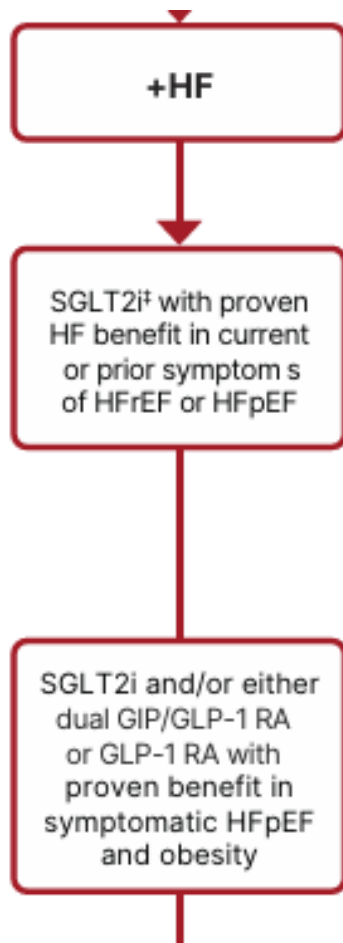 +HF
SGLT2i‡ with proven
HF benefit in current
or prior symptom s
of HFrEF or HFpEF
SGLT2i and/or either
dual GIP/GLP-1 RA
or GLP-1 RA with
proven benefit in
symptomatic HFpEF
and obesity